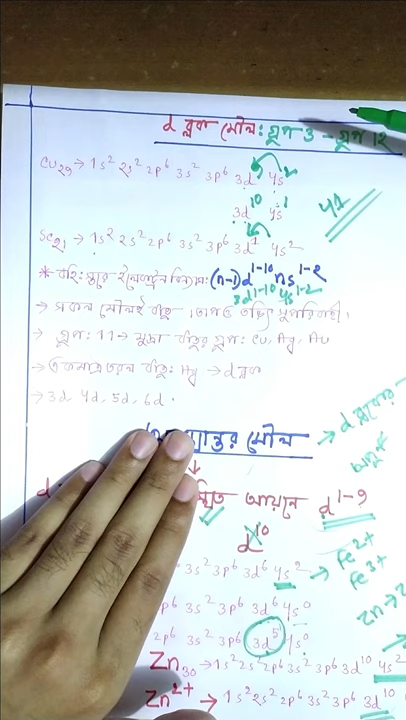 d ব্লক মৌল: গ্রুপ 3 - গ্রুপ 12
Cu₂₉ → 1s² 2s² 2p⁶ 3s² 3p⁶ 3d⁹ 4s²
3d¹⁰ 4s¹
41
Sc₂₁ → 1s² 2s² 2p⁶ 3s² 3p⁶ 3d¹ 4s²
* বহিঃস্তরে ইলেকট্রন বিন্যাস: (n-1)d¹⁻¹⁰ ns¹⁻²
3d¹⁻¹⁰ 4s¹⁻²
→ সকল মৌলই ধাতু। তাপ ও তড়িৎ সুপরিবাহী।
→ গ্রুপ: 11 → মুদ্রা ধাতুর গ্রুপ: Cu, Ag, Au
→ একমাত্র তরল ধাতু: Hg → d ব্লক
→ 3d, 4d, 5d, 6d.
মৌল → d ব্লকের
আয়নে d¹⁻⁹
d¹⁰
3s² 3p⁶ 3d⁶ 4s² → Fe²⁺
Fe³⁺
3s² 3p⁶ 3d⁶ 4s⁰
Zn →
2p⁶ 3s² 3p⁶ 3d⁵ 4s⁰
Zn₃₀ → 1s² 2s² 2p⁶ 3s² 3p⁶ 3d¹⁰ 4s²
Zn²⁺ → 1s² 2s² 2p⁶ 3s² 3p⁶ 3d¹⁰